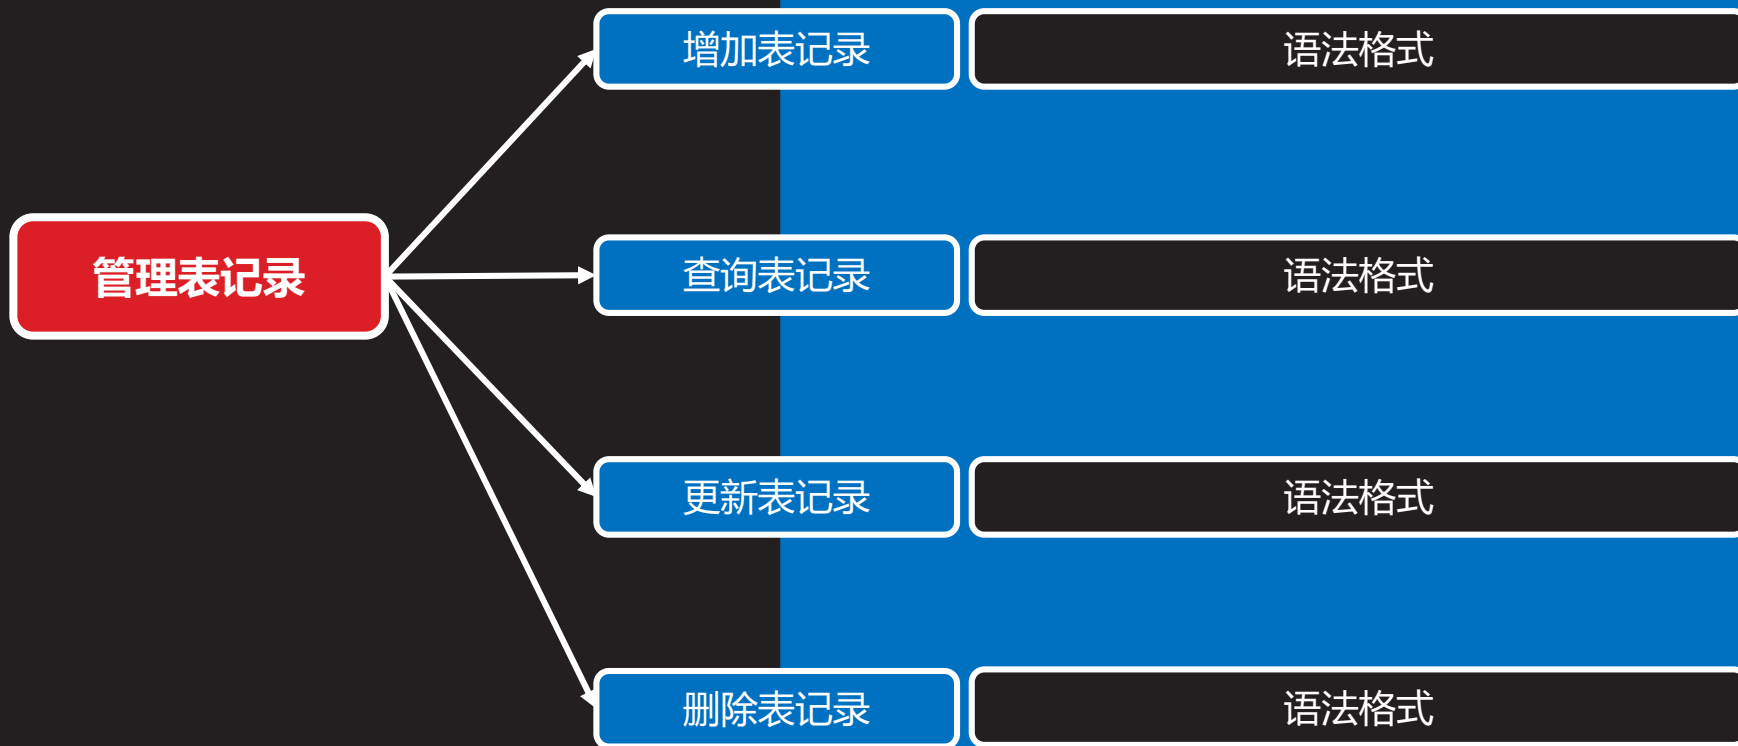 增加表记录
语法格式
管理表记录
查询表记录
语法格式
更新表记录
语法格式
删除表记录
语法格式